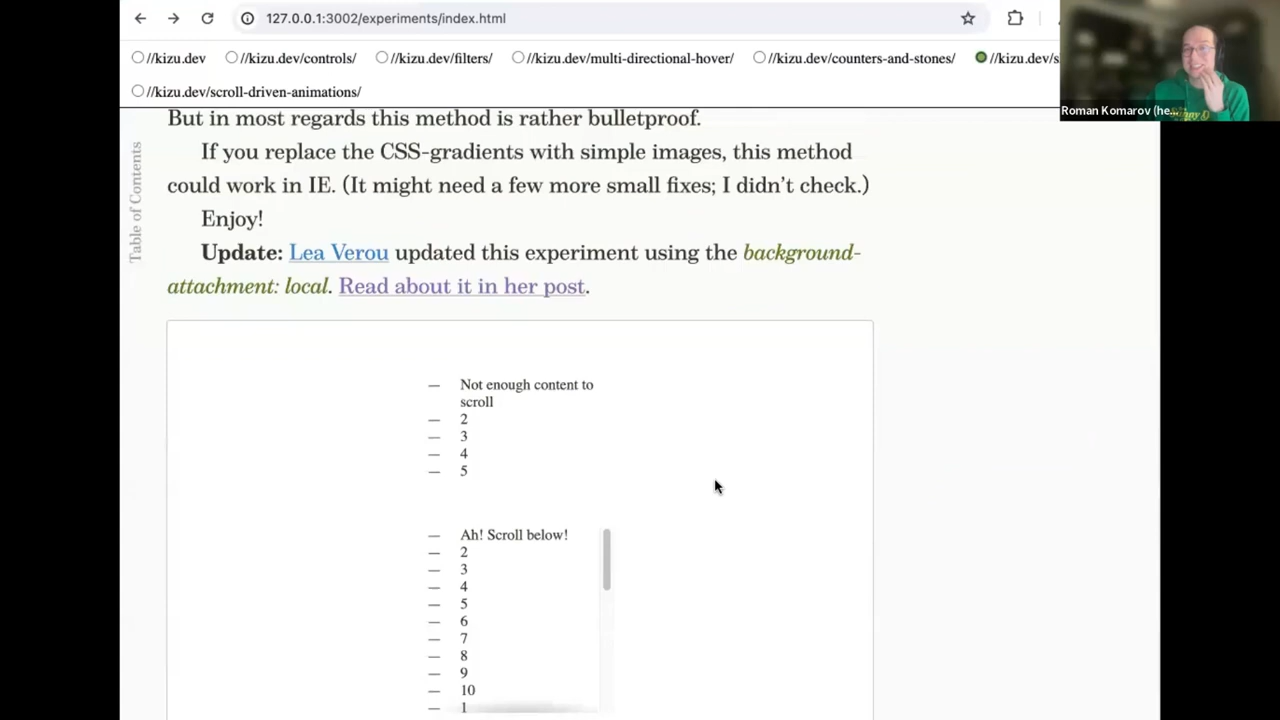 127.0.0.1:3002/experiments/index.html
//kizu.dev //kizu.dev/controls/ //kizu.dev/filters/ //kizu.dev/multi-directional-hover/ //kizu.dev/counters-and-stones/ //kizu.dev/s
//kizu.dev/scroll-driven-animations/
Roman Komarov (he...
Table of Contents
But in most regards this method is rather bulletproof.
If you replace the CSS-gradients with simple images, this method
could work in IE. (It might need a few more small fixes; I didn't check.)
Enjoy!
Update: Lea Verou updated this experiment using the background-
attachment: local. Read about it in her post.
— Not enough content to
scroll
— 2
— 3
— 4
— 5
— Ah! Scroll below!
— 2
— 3
— 4
— 5
— 6
— 7
— 8
— 9
— 10
— 1